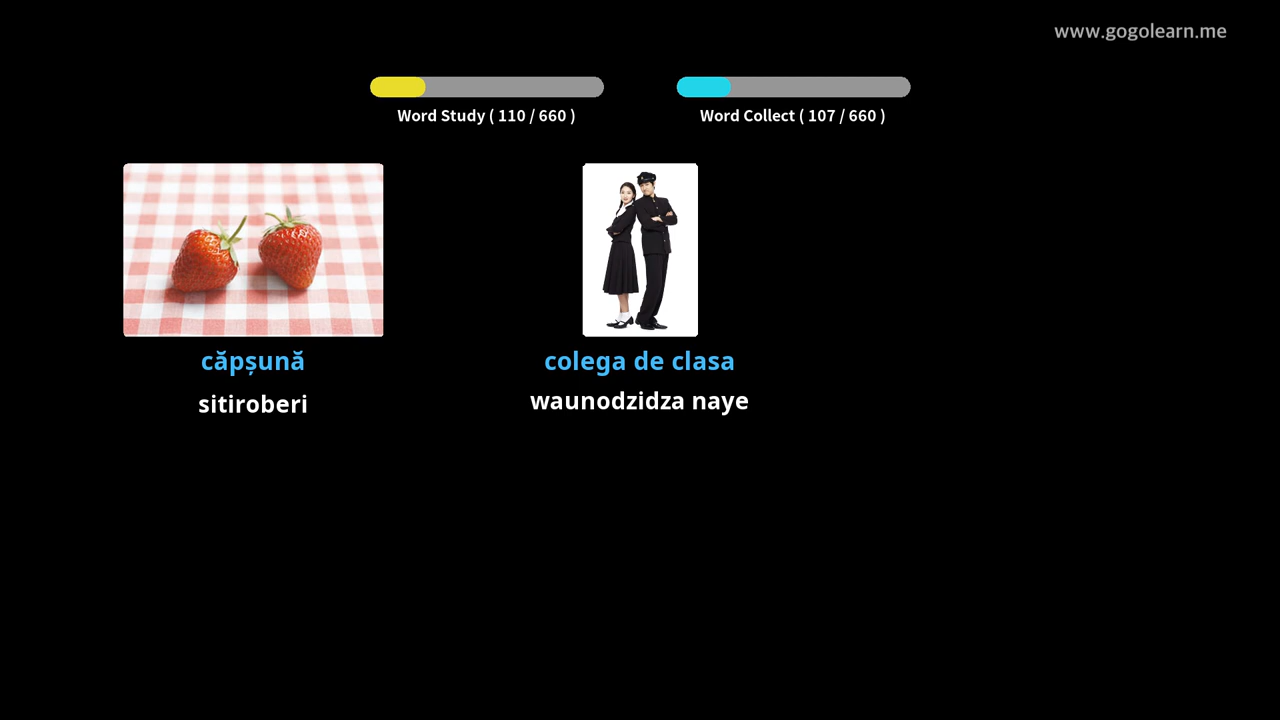 www.gogolearn.me
Word Study ( 110 / 660 )
Word Collect ( 107 / 660 )
căpșună
sitiroberi
colega de clasa
waunodzidza naye